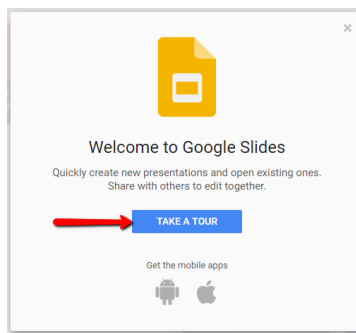 Welcome to Google Slides
Quickly create new presentations and open existing ones.
Share with others to edit together.
TAKE A TOUR
Get the mobile apps